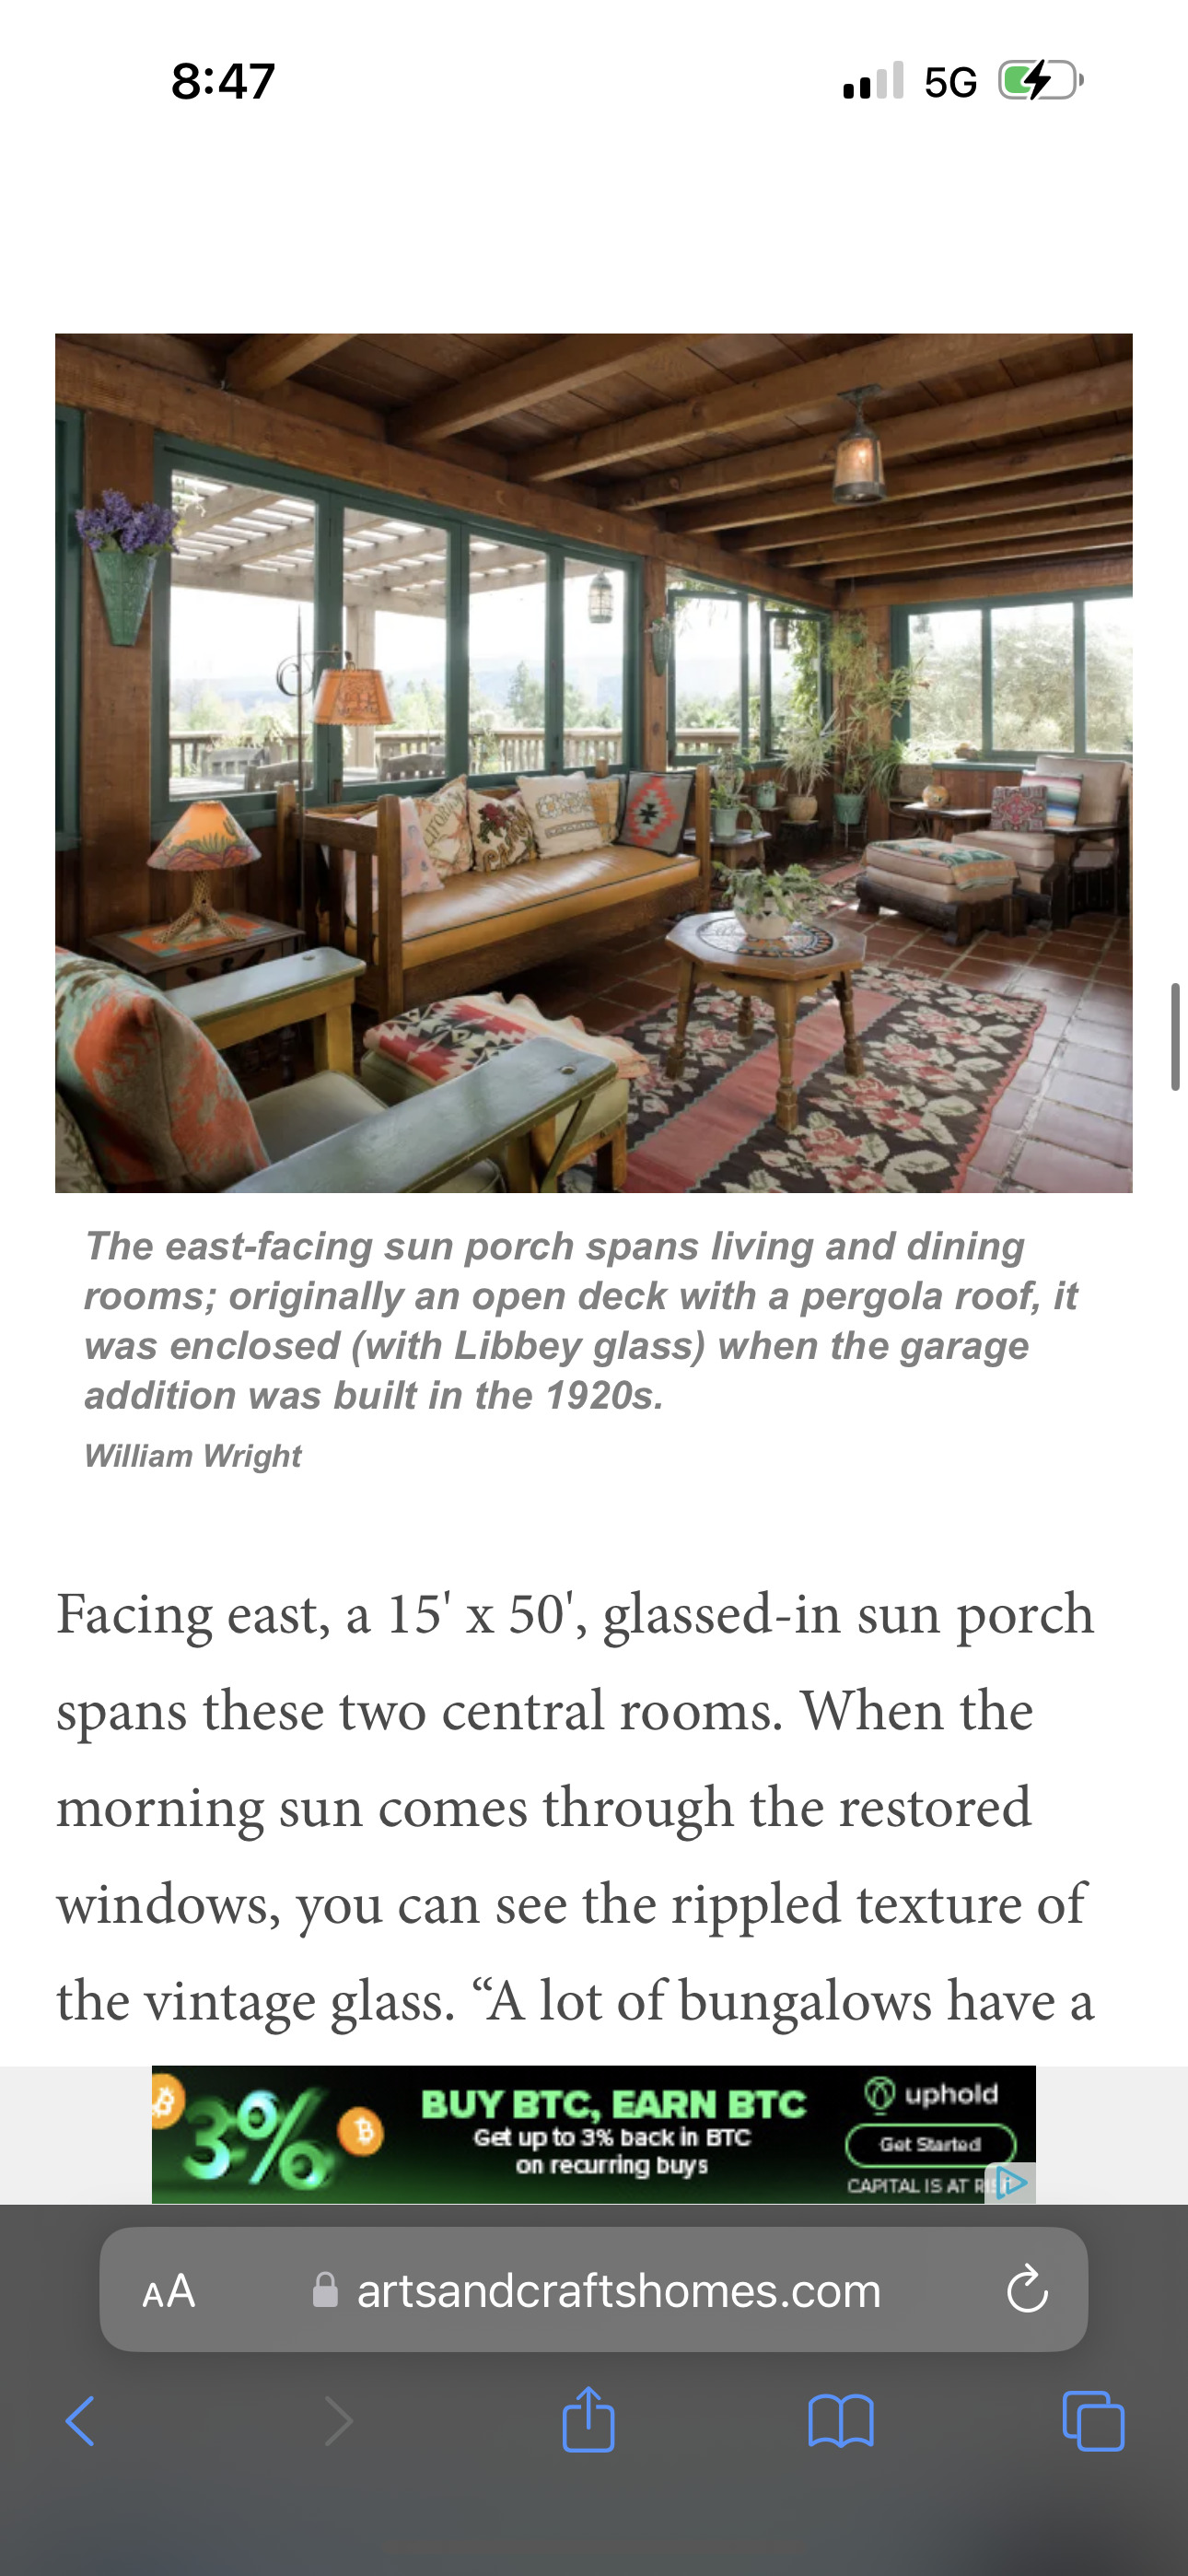 8:47
5G
The east-facing sun porch spans living and dining
rooms; originally an open deck with a pergola roof, it
was enclosed (with Libbey glass) when the garage
addition was built in the 1920s.
William Wright
Facing east, a 15' x 50', glassed-in sun porch
spans these two central rooms. When the
morning sun comes through the restored
windows, you can see the rippled texture of
the vintage glass. “A lot of bungalows have a
3%
BUY BTC, EARN BTC
Get up to 3% back in BTC
on recurring buys
uphold
Get Started
CAPITAL IS AT
AA
artsandcraftshomes.com